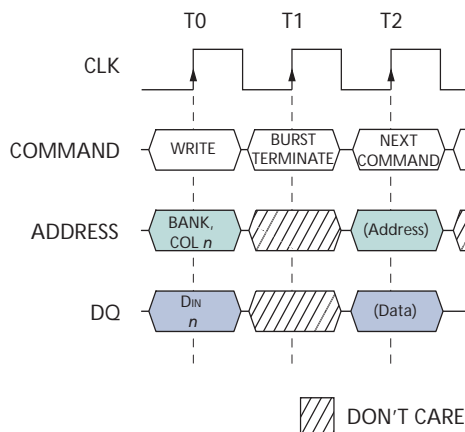 T0 T1 T2
CLK
COMMAND WRITE BURST TERMINATE NEXT COMMAND
ADDRESS BANK, COL n (Address)
DQ DIN n (Data)
DON'T CARE